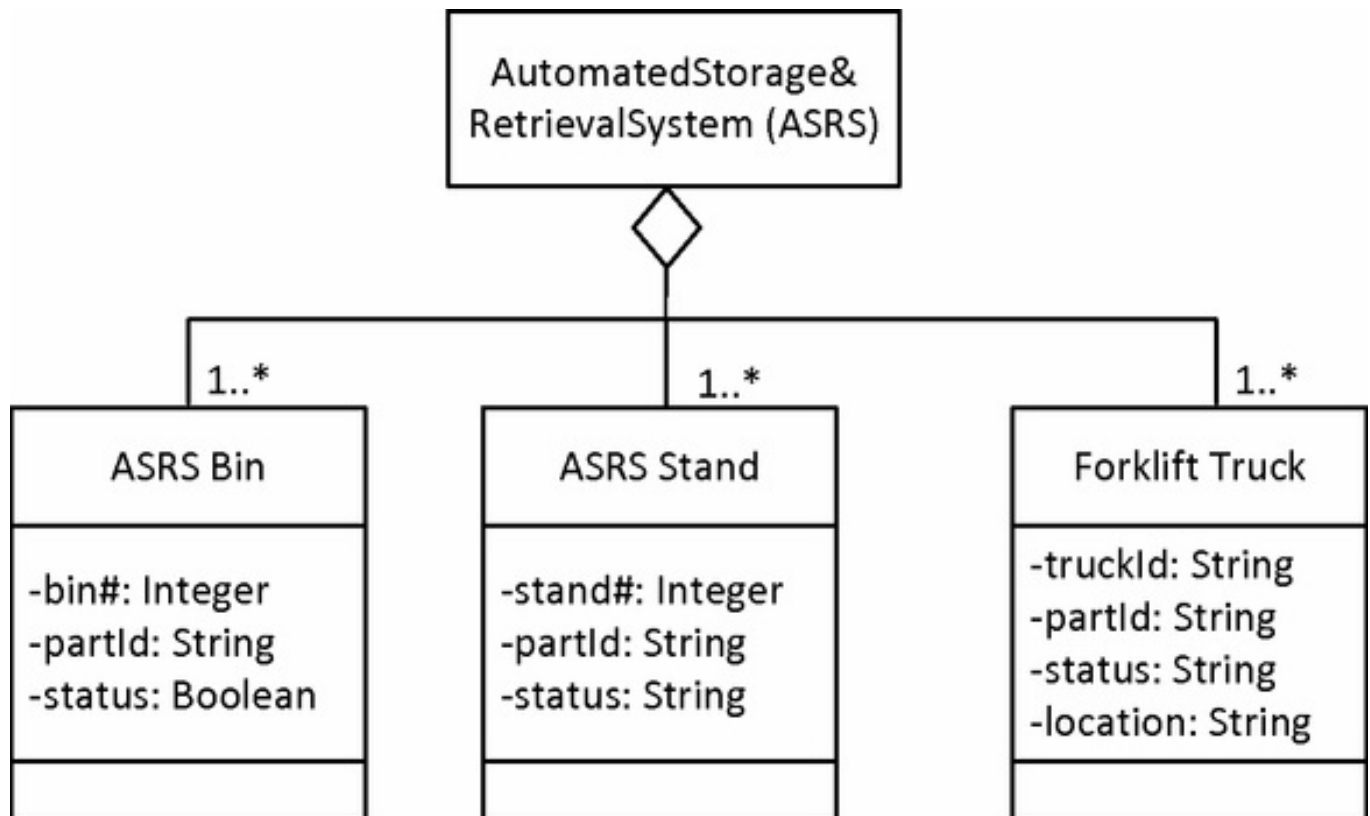 AutomatedStorage&
RetrievalSystem (ASRS)
1..*
1..*
1..*
ASRS Bin
-bin#: Integer
-partId: String
-status: Boolean
ASRS Stand
-stand#: Integer
-partId: String
-status: String
Forklift Truck
-truckId: String
-partId: String
-status: String
-location: String